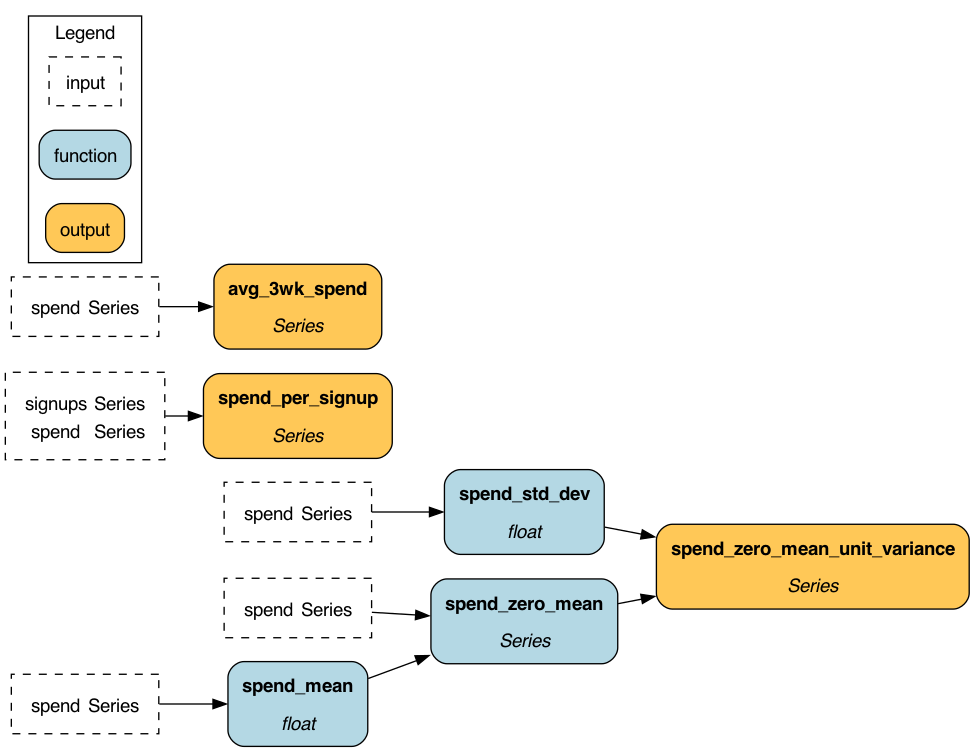 Legend
input
function
output
spend Series
avg_3wk_spend
Series
signups Series
spend Series
spend_per_signup
Series
spend Series
spend_std_dev
float
spend_zero_mean_unit_variance
Series
spend Series
spend_zero_mean
Series
spend Series
spend_mean
float